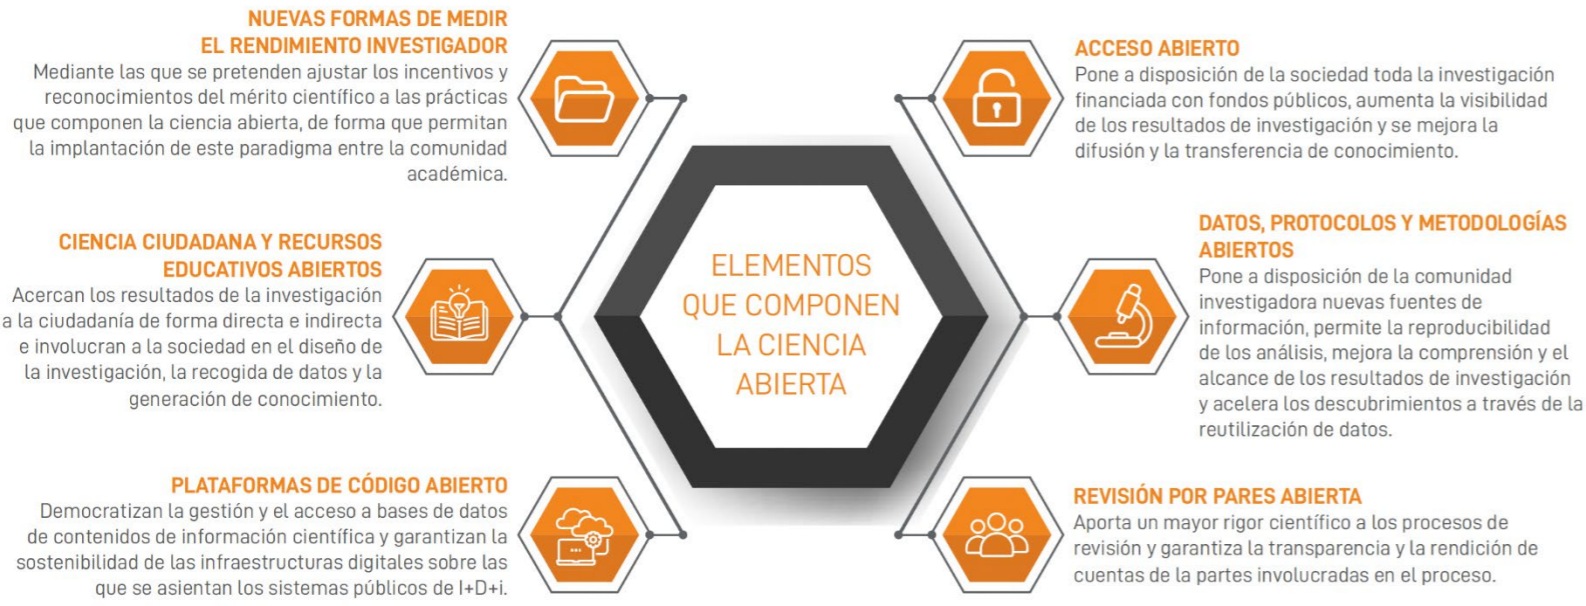 NUEVAS FORMAS DE MEDIR
EL RENDIMIENTO INVESTIGADOR
Mediante las que se pretenden ajustar los incentivos y
reconocimientos del mérito científico a las prácticas
que componen la ciencia abierta, de forma que permitan
la implantación de este paradigma entre la comunidad
académica.
CIENCIA CIUDADANA Y RECURSOS
EDUCATIVOS ABIERTOS
Acercan los resultados de la investigación
a la ciudadanía de forma directa e indirecta
e involucran a la sociedad en el diseño de
la investigación, la recogida de datos y la
generación de conocimiento.
PLATAFORMAS DE CÓDIGO ABIERTO
Democratizan la gestión y el acceso a bases de datos
de contenidos de información científica y garantizan la
sostenibilidad de las infraestructuras digitales sobre las
que se asientan los sistemas públicos de I+D+i.
ELEMENTOS
QUE COMPONEN
LA CIENCIA
ABIERTA
ACCESO ABIERTO
Pone a disposición de la sociedad toda la investigación
financiada con fondos públicos, aumenta la visibilidad
de los resultados de investigación y se mejora la
difusión y la transferencia de conocimiento.
DATOS, PROTOCOLOS Y METODOLOGÍAS
ABIERTOS
Pone a disposición de la comunidad
investigadora nuevas fuentes de
información, permite la reproducibilidad
de los análisis, mejora la comprensión y el
alcance de los resultados de investigación
y acelera los descubrimientos a través de la
reutilización de datos.
REVISIÓN POR PARES ABIERTA
Aporta un mayor rigor científico a los procesos de
revisión y garantiza la transparencia y la rendición de
cuentas de la partes involucradas en el proceso.